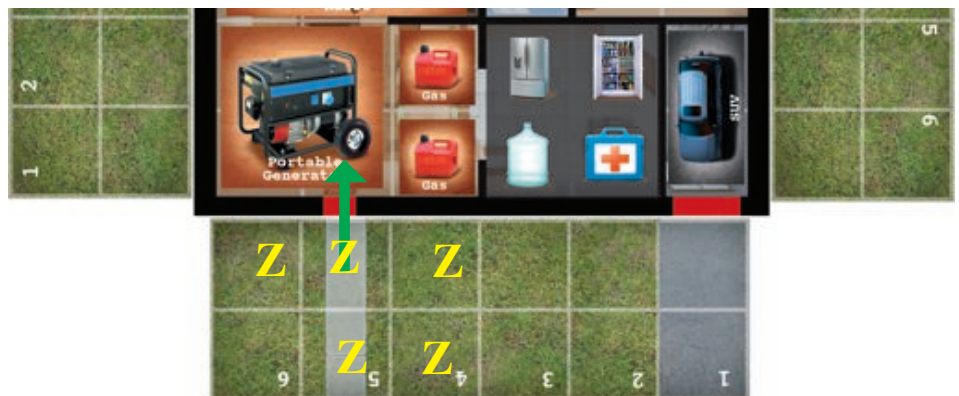 5
2
Gas
SUV
6
1
Portable
Generator
Gas
Z Z Z
Z Z
6 5 4 3 2 1